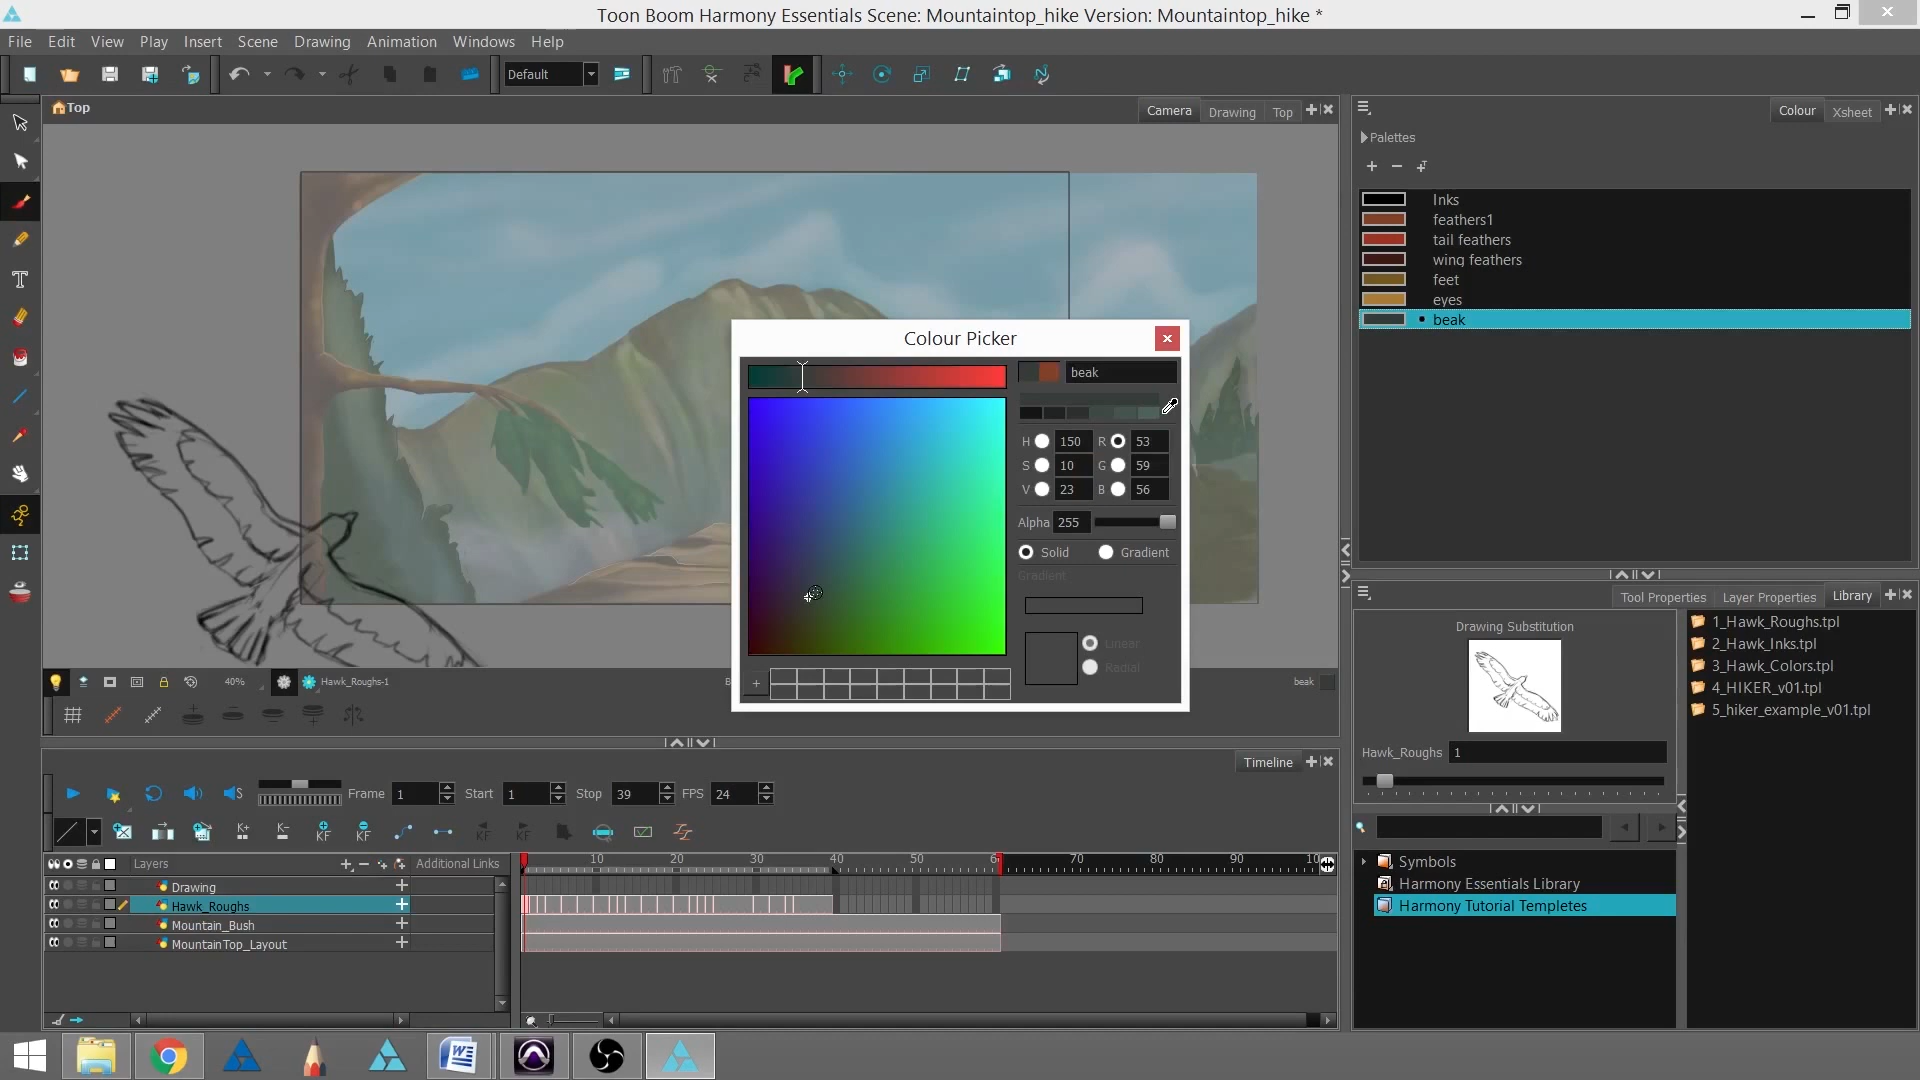 Toon Boom Harmony Essentials Scene: Mountaintop_hike Version: Mountaintop_hike *
File Edit View Play Insert Scene Drawing Animation Windows Help
Default
Top
Camera Drawing Top
Colour Xsheet
Palettes
Inks
feathers1
tail feathers
wing feathers
feet
eyes
beak
Colour Picker
beak
H 150 R 53
S 10 G 59
V 23 B 56
Alpha 255
Solid Gradient
Gradient
Linear
Radial
40% Hawk_Roughs-1
beak
Tool Properties Layer Properties Library
Drawing Substitution
Hawk_Roughs 1
1_Hawk_Roughs.tpl
2_Hawk_Inks.tpl
3_Hawk_Colors.tpl
4_HIKER_v01.tpl
5_hiker_example_v01.tpl
Symbols
Harmony Essentials Library
Harmony Tutorial Templetes
Timeline
Frame 1 Start 1 Stop 39 FPS 24
Layers Additional Links
10 20 30 40 50 70 80 90
Drawing
Hawk_Roughs
Mountain_Bush
MountainTop_Layout